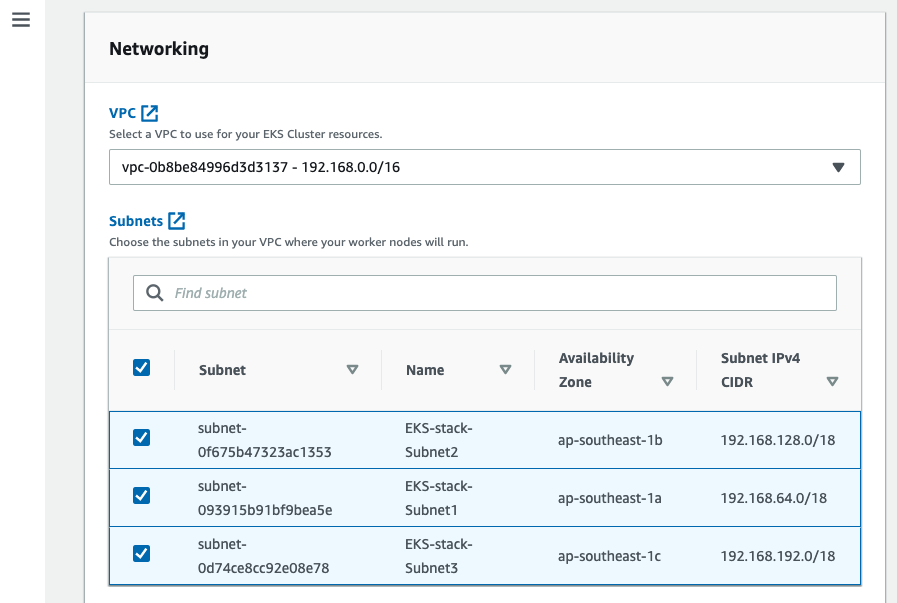 Networking
VPC
Select a VPC to use for your EKS Cluster resources.
vpc-0b8be84996d3d3137 - 192.168.0.0/16
Subnets
Choose the subnets in your VPC where your worker nodes will run.
Find subnet
Subnet
Name
Availability
Zone
Subnet IPv4
CIDR
subnet-
0f675b47323ac1353
EKS-stack-
Subnet2
ap-southeast-1b
192.168.128.0/18
subnet-
093915b91bf9bea5e
EKS-stack-
Subnet1
ap-southeast-1a
192.168.64.0/18
subnet-
0d74ce8cc92e08e78
EKS-stack-
Subnet3
ap-southeast-1c
192.168.192.0/18